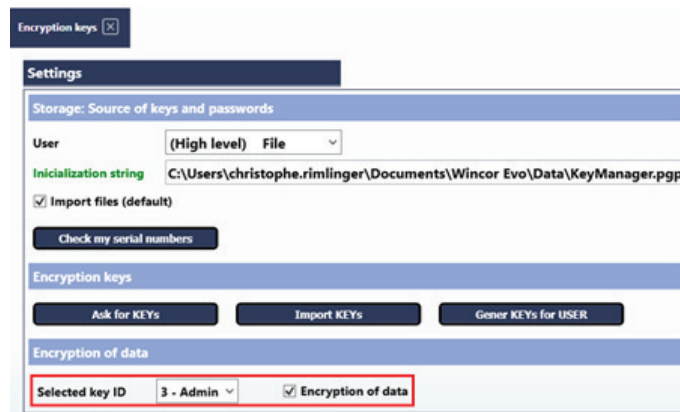 Encryption keys
Settings
Storage: Source of keys and passwords
User (High level) File
Inicialization string C:\Users\christophe.rimlinger\Documents\Wincor Evo\Data\KeyManager.pgp
Import files (default)
Check my serial numbers
Encryption keys
Ask for KEYs Import KEYs Gener KEYs for USER
Encryption of data
Selected key ID 3 - Admin Encryption of data